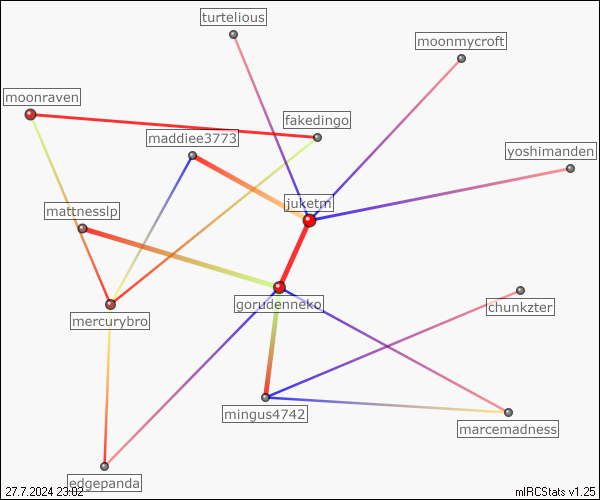 turtelious
moonmycroft
moonraven
fakedingo
maddiee3773
yoshimanden
juketm
mattnesslp
gorudenneko
chunkzter
mercurybro
mingus4742
marcemadness
edgepanda
27.7.2024 23:02
mIRCStats v1.25